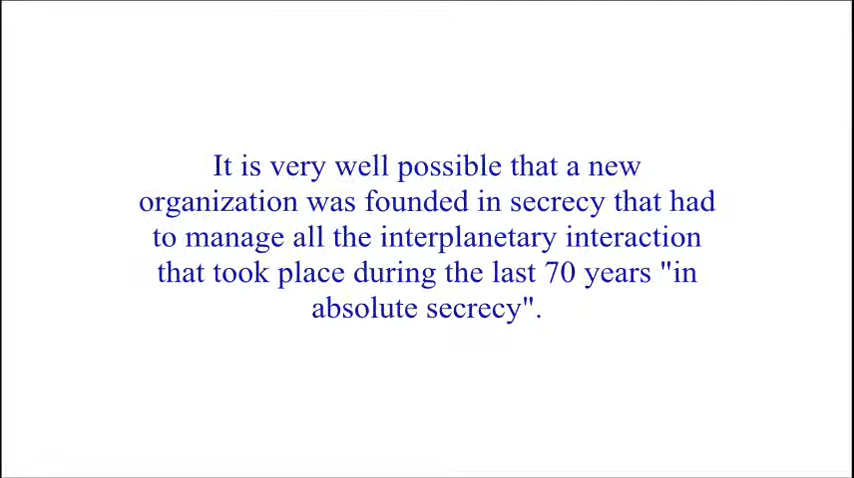 It is very well possible that a new
organization was founded in secrecy that had
to manage all the interplanetary interaction
that took place during the last 70 years "in
absolute secrecy".